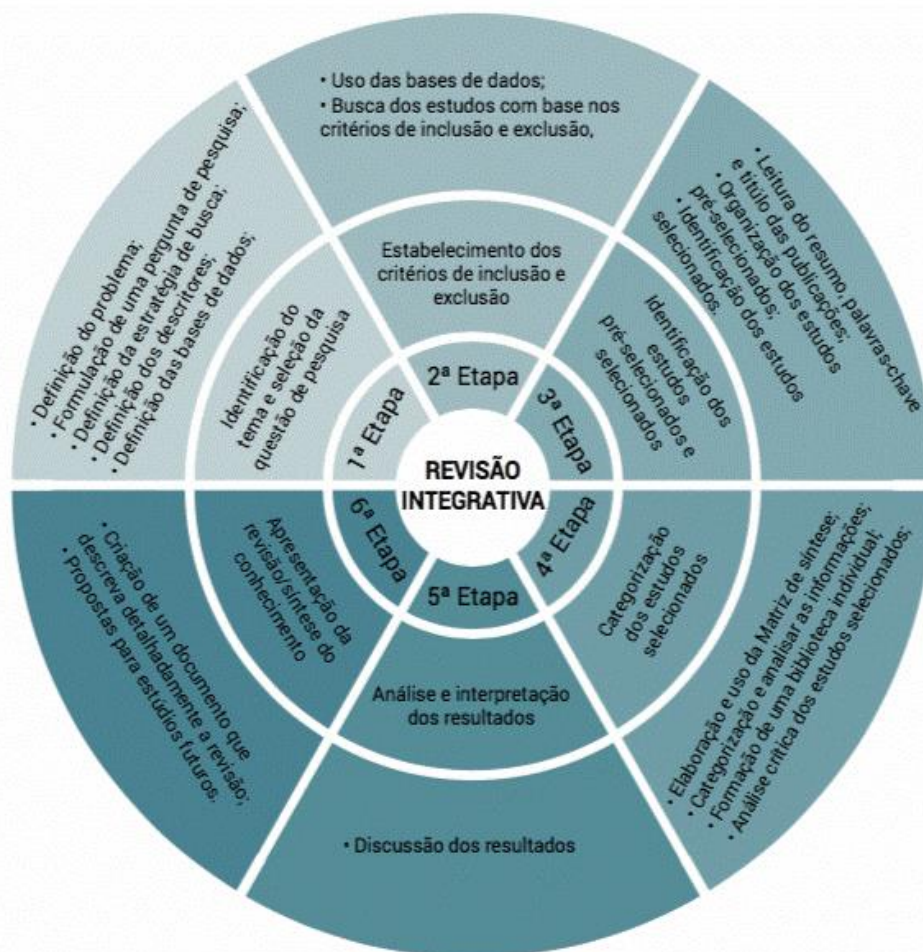 REVISÃO
INTEGRATIVA
1ª Etapa
Identificação do
tema e seleção da
questão de pesquisa
• Definição do problema;
• Formulação de uma pergunta de pesquisa;
• Definição da estratégia de busca;
• Definição dos descritores;
• Definição das bases de dados;
2ª Etapa
Estabelecimento dos
critérios de inclusão e
exclusão
• Uso das bases de dados;
• Busca dos estudos com base nos
critérios de inclusão e exclusão,
3ª Etapa
Identificação dos
estudos
pré-selecionados e
selecionados
• Leitura do resumo, palavras-chave
e titúlo das publicações;
• Organização dos estudos
pré-selecionados;
• Identificação dos estudos
selecionados.
4ª Etapa
Categorização
dos estudos
selecionados
• Elaboração e uso da Matriz de síntese;
• Categorização e analisar as informações;
• Formação de uma biblioteca individual;
• Análise crítica dos estudos selecionados;
5ª Etapa
Análise e interpretação
dos resultados
• Discussão dos resultados
6ª Etapa
Apresentação da
revisão/síntese do
conhecimento
• Criação de um documento que
descreva detalhadamente a revisão;
• Propostas para estúdios futuros.